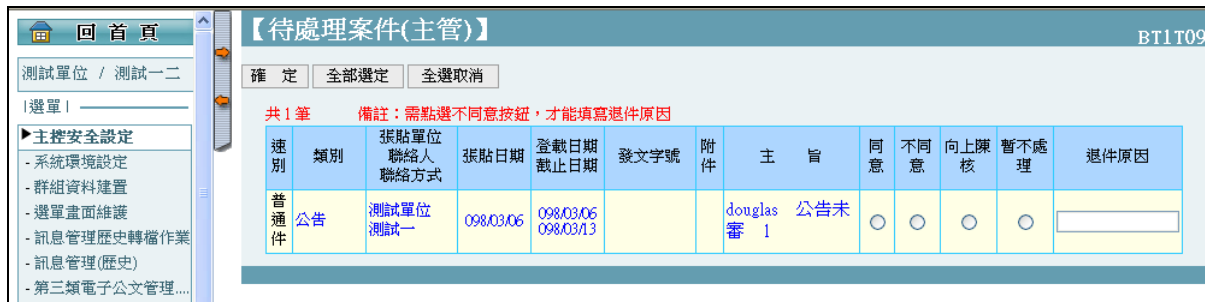 回首頁
測試單位 / 測試一二
|選單|
▶主控安全設定
- 系統環境設定
- 群組資料建置
- 選單畫面維護
- 訊息管理歷史轉檔作業
- 訊息管理(歷史)
- 第三類電子公文管理....
【待處理案件(主管)】
BT1T09
確 定 全部選定 全選取消
共1筆 備註：需點選不同意按鈕，才能填寫退件原因
速別 類別 張貼單位 聯絡人 聯絡方式 張貼日期 登載日期 截止日期 發文字號 附件 主 旨 同意 不同意 向上陳核 暫不處理 退件原因
普通件 公告 測試單位 測試一 098/03/06 098/03/06 098/03/13 douglas 公告未審 1